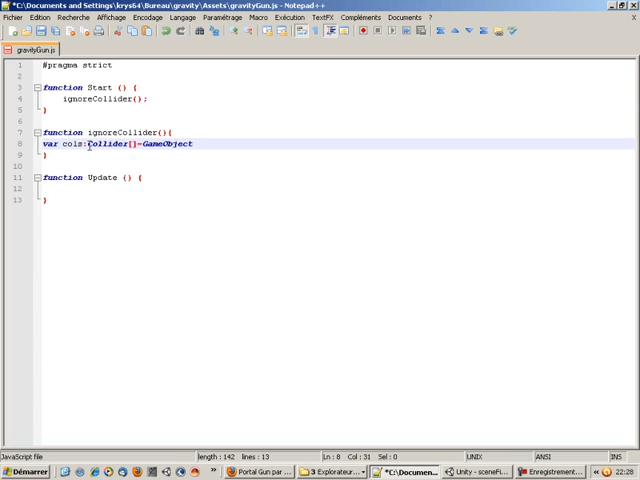 *C:\Documents and Settings\krys64\Bureau\gravity\Assets\gravityGun.js - Notepad++
Fichier Edition Recherche Affichage Encodage Langage Paramétrage Macro Exécution TextFX Compléments Documents ? X
gravityGun.js
1 #pragma strict
2
3 function Start () {
4 ignoreCollider();
5 }
6
7 function ignoreCollider(){
8 var cols:Collider[]=GameObject
9 }
10
11 function Update () {
12
13 }
JavaScript file length : 142 lines : 13 Ln : 8 Col : 31 Sel : 0 UNIX ANSI INS
Démarrer » Portal Gun par ... 3 Explorateur... *C:\Documen... Unity - sceneFi... Enregistrement... « 22:28